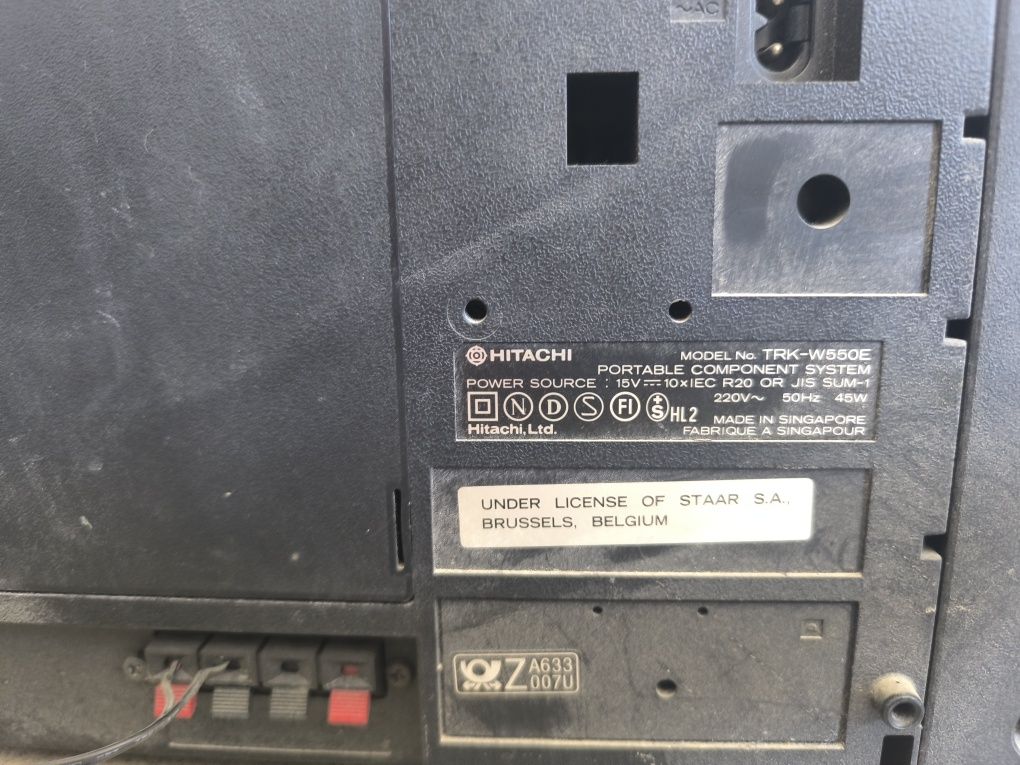 ~AC
HITACHI
MODEL No. TRK-W550E
PORTABLE COMPONENT SYSTEM
POWER SOURCE : 15V⎓10×IEC R20 OR JIS SUM-1
220V~ 50Hz 45W
N D S FI +S HL2
MADE IN SINGAPORE
Hitachi, Ltd.
FABRIQUE A SINGAPOUR
UNDER LICENSE OF STAAR S.A.,
BRUSSELS, BELGIUM
Z A633
007U